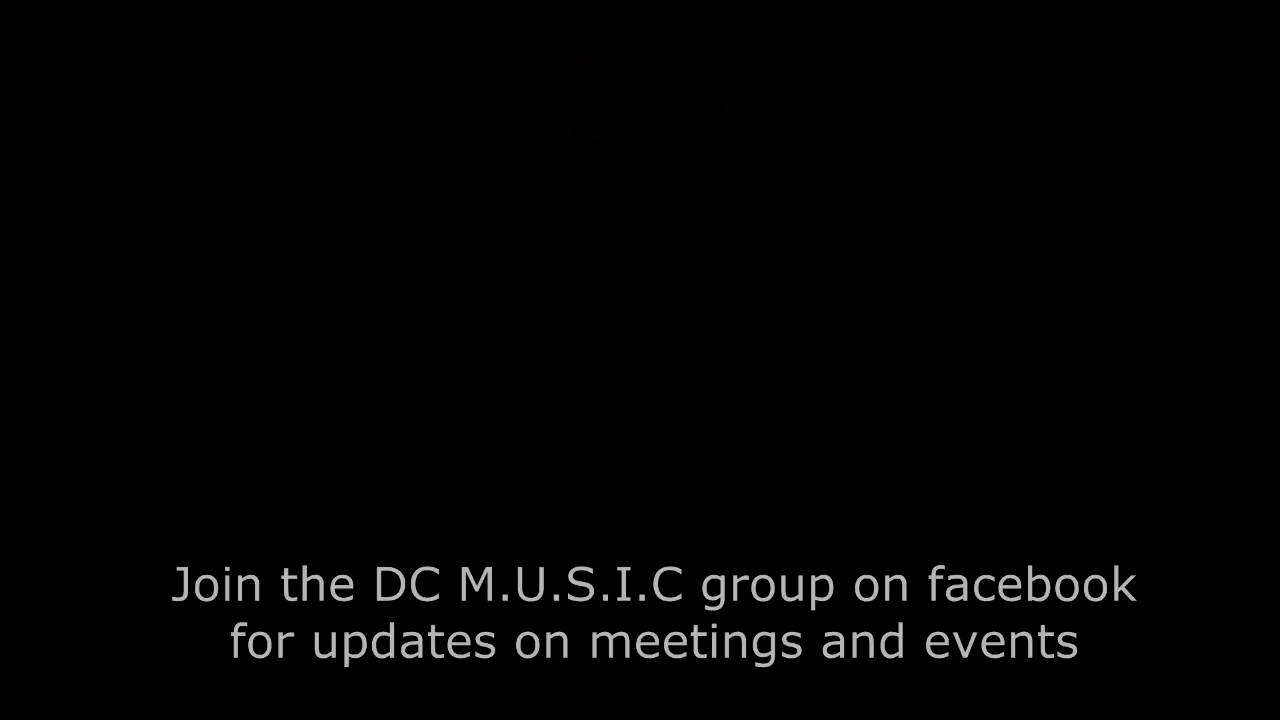 Join the DC M.U.S.I.C group on facebook
for updates on meetings and events